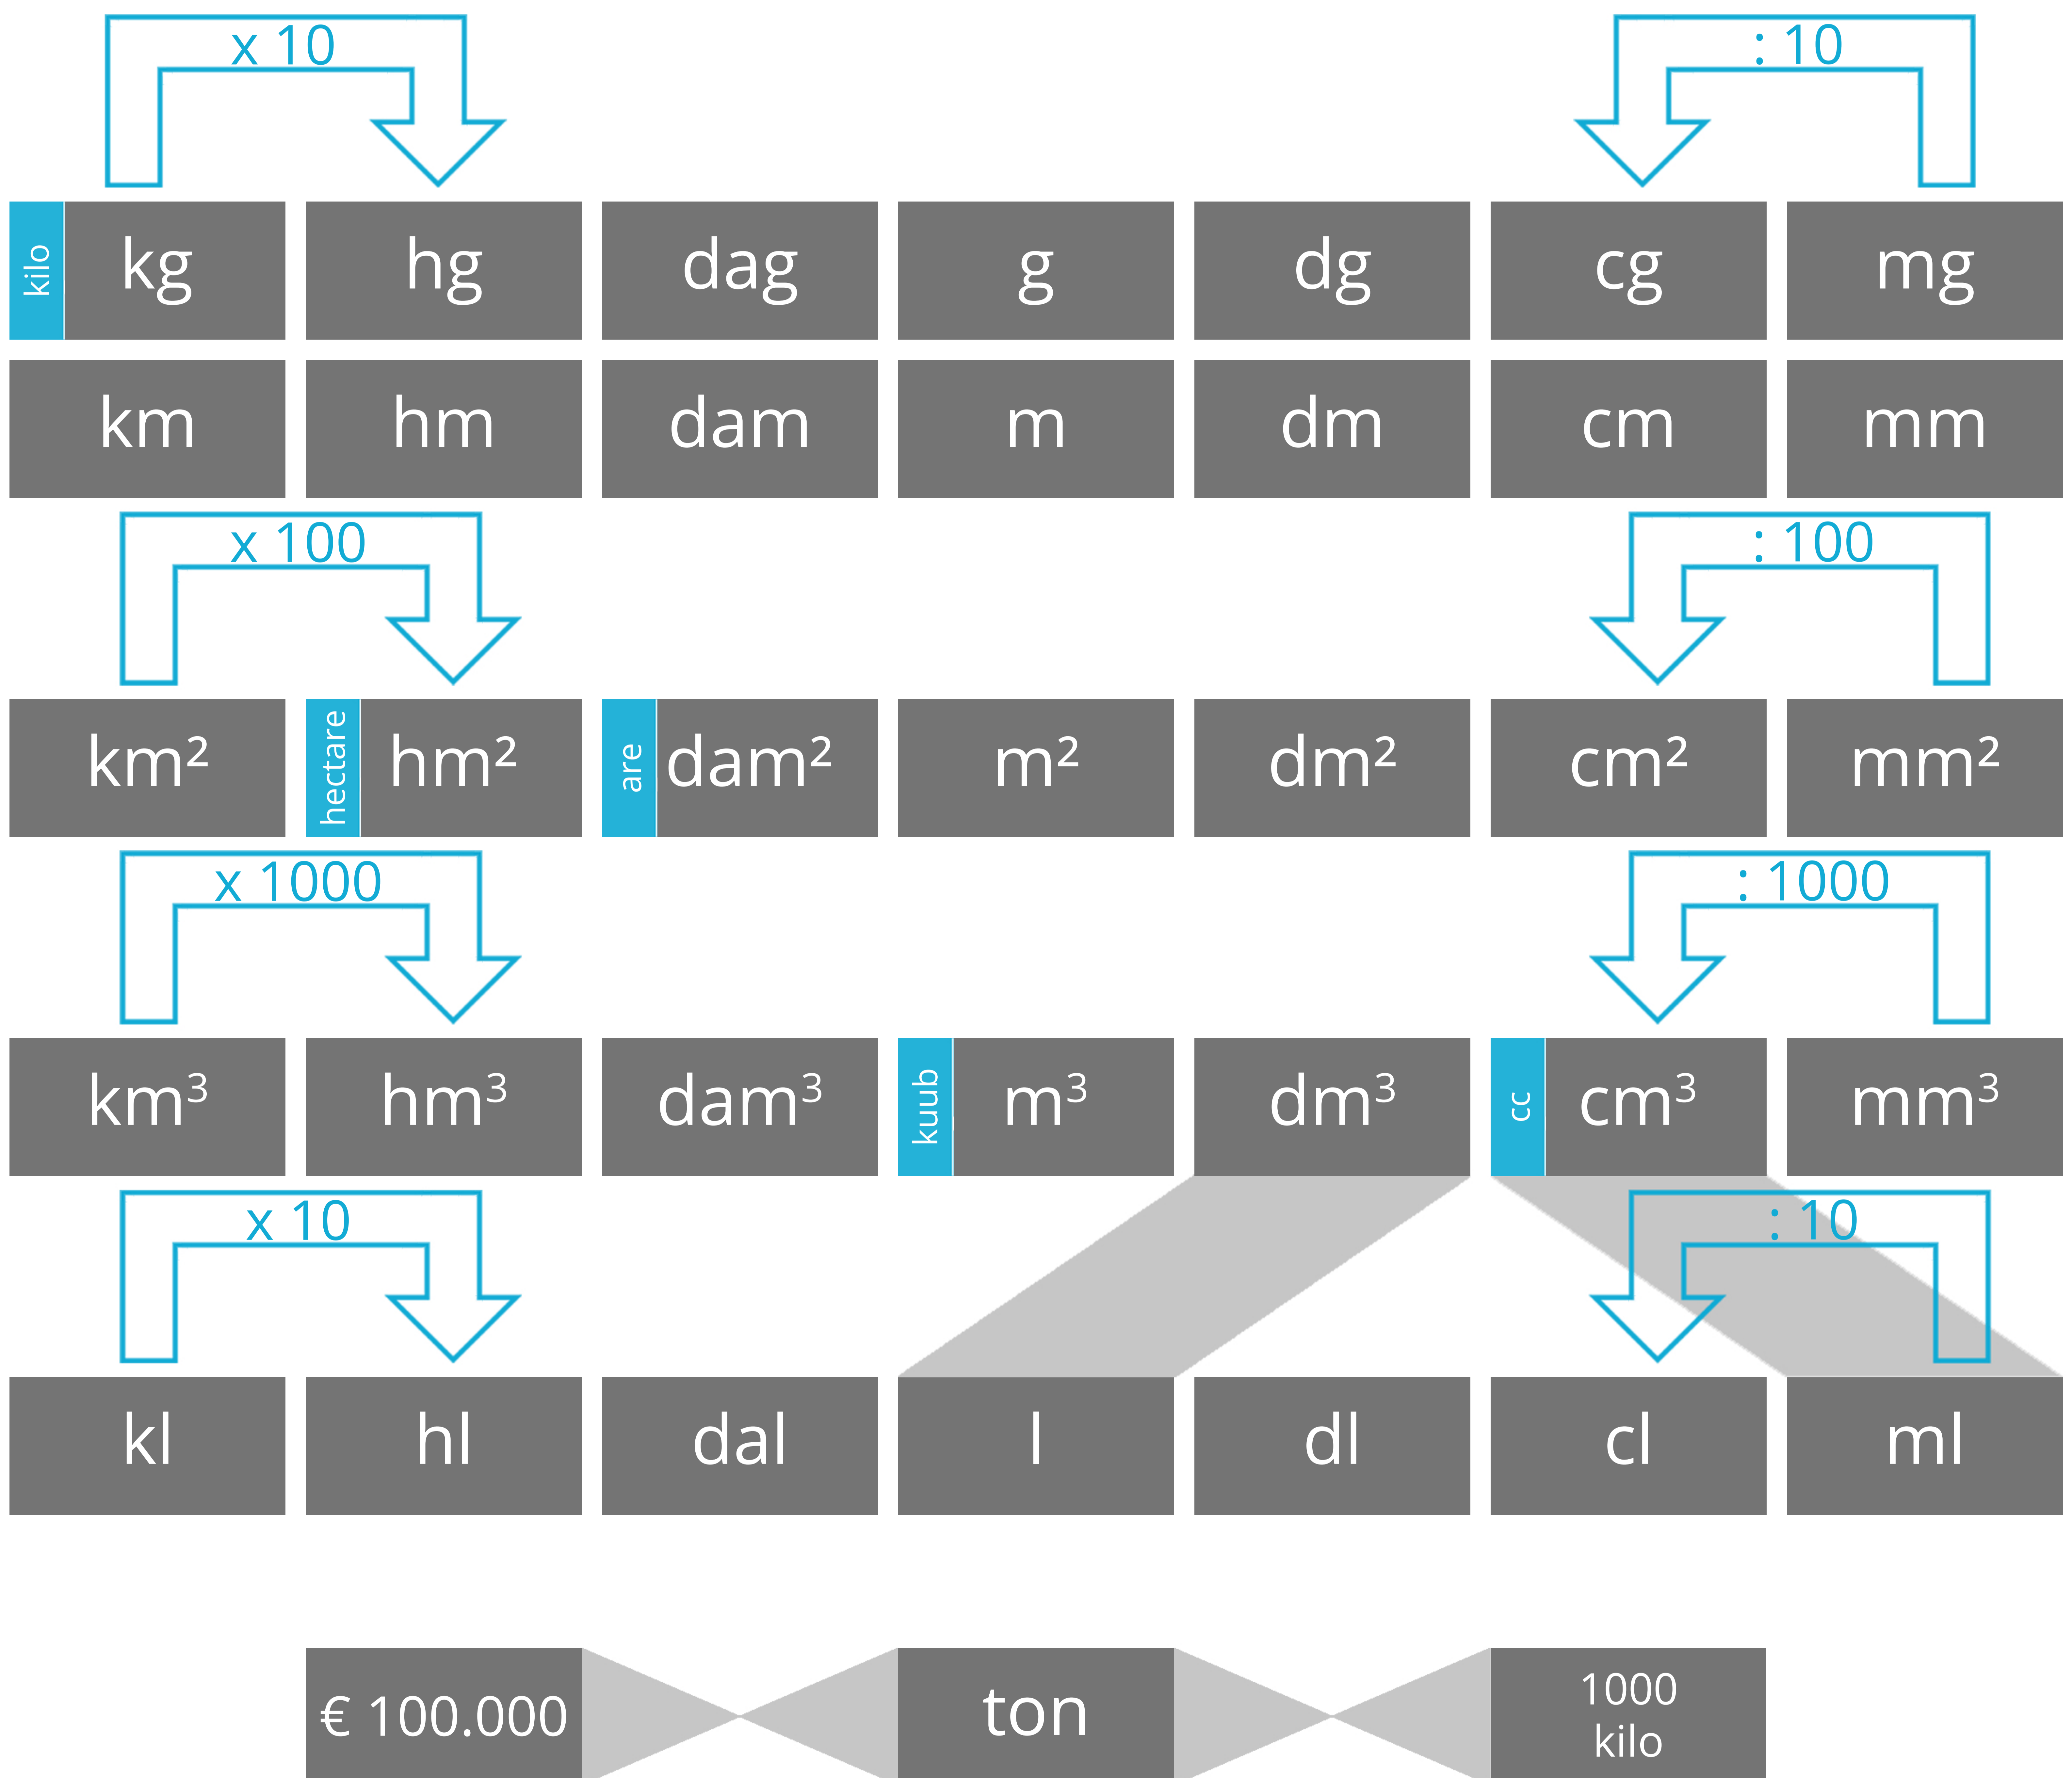 x 10
: 10
kilo kg hg dag g dg cg mg
km hm dam m dm cm mm
x 100
: 100
km² hectare hm² are dam² m² dm² cm² mm²
x 1000
: 1000
km³ hm³ dam³ kuub m³ dm³ cc cm³ mm³
x 10
: 10
kl hl dal l dl cl ml
€ 100.000 ton 1000
kilo